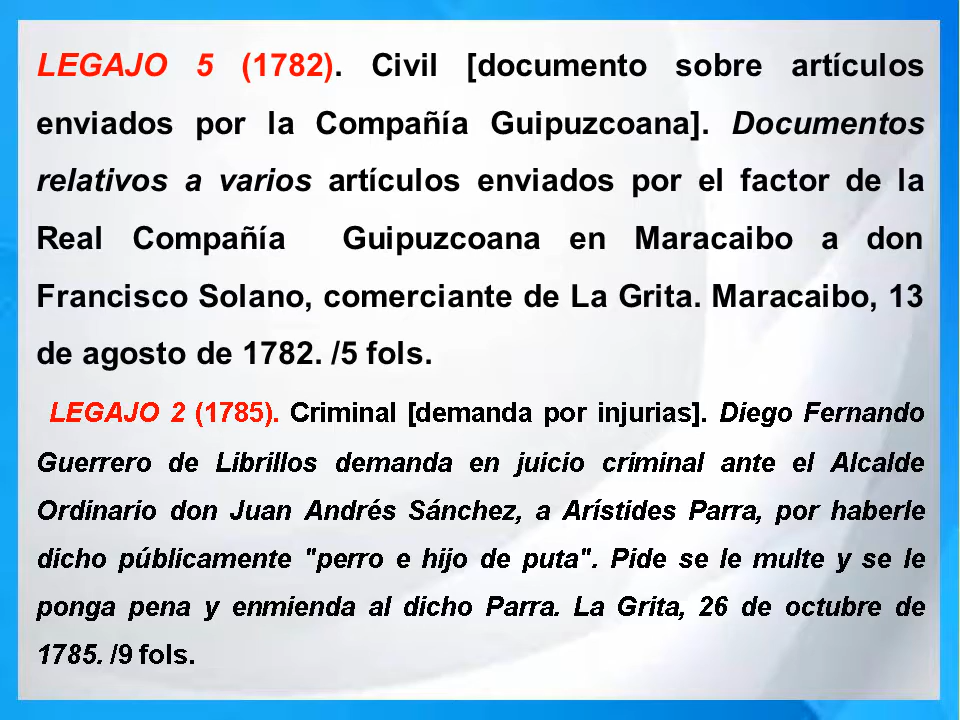 LEGAJO 5 (1782). Civil [documento sobre artículos
enviados por la Compañía Guipuzcoana]. Documentos
relativos a varios artículos enviados por el factor de la
Real Compañía Guipuzcoana en Maracaibo a don
Francisco Solano, comerciante de La Grita. Maracaibo, 13
de agosto de 1782. /5 fols.
LEGAJO 2 (1785). Criminal [demanda por injurias]. Diego Fernando
Guerrero de Librillos demanda en juicio criminal ante el Alcalde
Ordinario don Juan Andrés Sánchez, a Arístides Parra, por haberle
dicho públicamente "perro e hijo de puta". Pide se le multe y se le
ponga pena y enmienda al dicho Parra. La Grita, 26 de octubre de
1785. /9 fols.